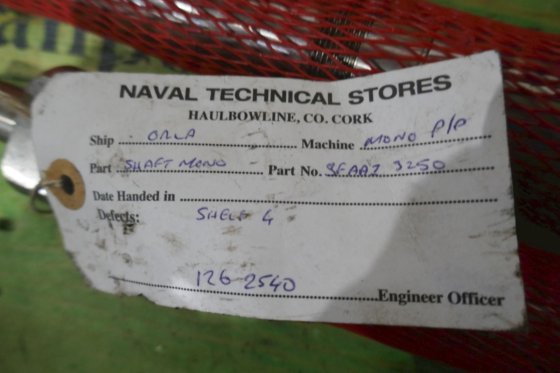 NAVAL TECHNICAL STORES
HAULBOWLINE, CO. CORK
Ship ORLA Machine MONO P/P
Part SHAFT MONO Part No. 3250
Date Handed in
Defects: SHELF 4
126-2540
Engineer Officer